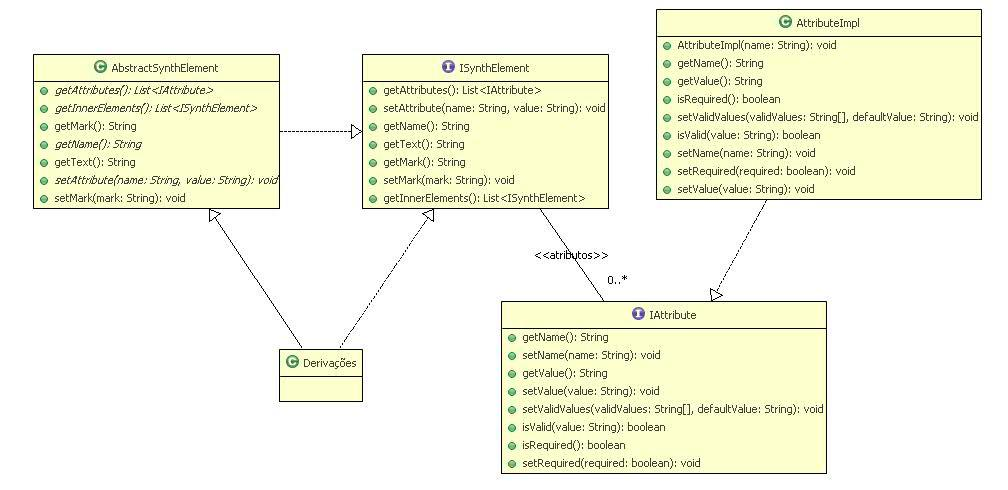 AbstractSynthElement
getAttributes(): List<IAttribute>
getInnerElements(): List<ISynthElement>
getMark(): String
getName(): String
getText(): String
setAttribute(name: String, value: String): void
setMark(mark: String): void
ISynthElement
getAttributes(): List<IAttribute>
setAttribute(name: String, value: String): void
getName(): String
getText(): String
getMark(): String
setMark(mark: String): void
getInnerElements(): List<ISynthElement>
AttributeImpl
AttributeImpl(name: String): void
getName(): String
getValue(): String
isRequired(): boolean
setValidValues(validValues: String[], defaultValue: String): void
isValid(value: String): boolean
setName(name: String): void
setRequired(required: boolean): void
setValue(value: String): void
<<atributos>>
0..*
Derivações
IAttribute
getName(): String
setName(name: String): void
getValue(): String
setValue(value: String): void
setValidValues(validValues: String[], defaultValue: String): void
isValid(value: String): boolean
isRequired(): boolean
setRequired(required: boolean): void